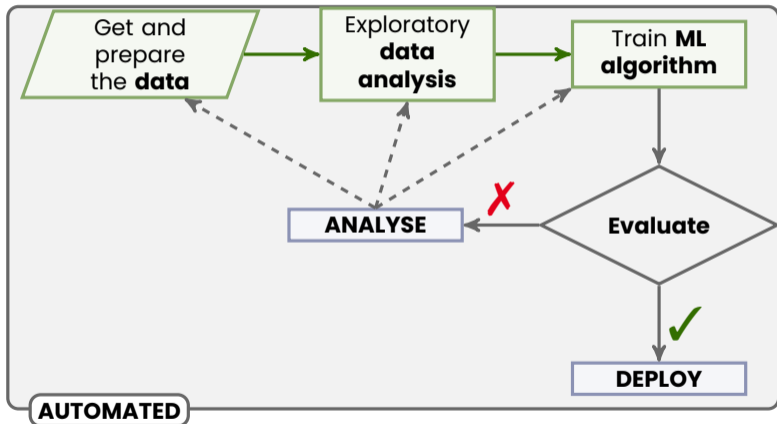 Get and
prepare
the data
Exploratory
data
analysis
Train ML
algorithm
ANALYSE
Evaluate
DEPLOY
AUTOMATED